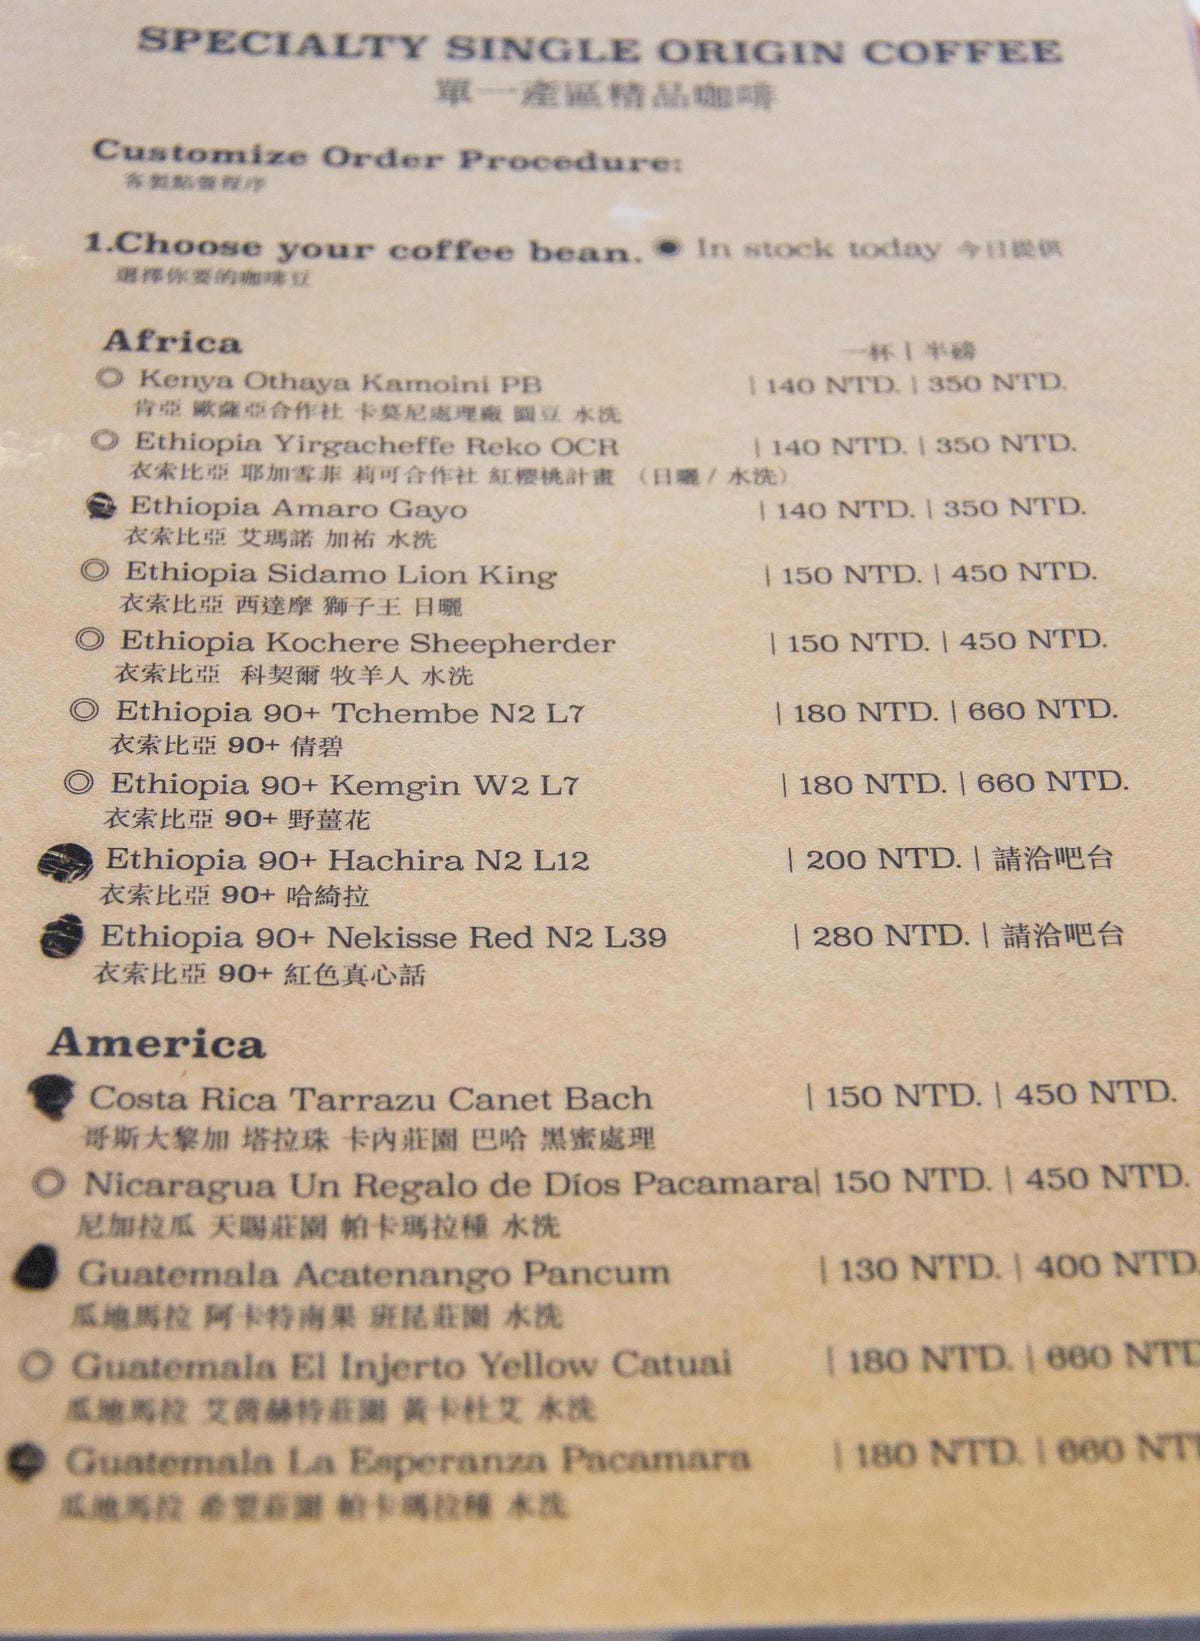 SPECIALTY SINGLE ORIGIN COFFEE
單一產區精品咖啡
Customize Order Procedure:
客製點餐程序
1.Choose your coffee bean. In stock today 今日提供
選擇你要的咖啡豆
Africa 一杯 | 半磅
Kenya Othaya Kamoini PB | 140 NTD. | 350 NTD.
肯亞 歐薩亞合作社 卡莫尼處理廠 圓豆 水洗
Ethiopia Yirgacheffe Reko OCR | 140 NTD. | 350 NTD.
衣索比亞 耶加雪菲 莉可合作社 紅櫻桃計畫 （日曬 / 水洗）
Ethiopia Amaro Gayo | 140 NTD. | 350 NTD.
衣索比亞 艾瑪諾 加祐 水洗
Ethiopia Sidamo Lion King | 150 NTD. | 450 NTD.
衣索比亞 西達摩 獅子王 日曬
Ethiopia Kochere Sheepherder | 150 NTD. | 450 NTD.
衣索比亞 科契爾 牧羊人 水洗
Ethiopia 90+ Tchembe N2 L7 | 180 NTD. | 660 NTD.
衣索比亞 90+ 倩碧
Ethiopia 90+ Kemgin W2 L7 | 180 NTD. | 660 NTD.
衣索比亞 90+ 野薑花
Ethiopia 90+ Hachira N2 L12 | 200 NTD. | 請洽吧台
衣索比亞 90+ 哈綺拉
Ethiopia 90+ Nekisse Red N2 L39 | 280 NTD. | 請洽吧台
衣索比亞 90+ 紅色真心話
America
Costa Rica Tarrazu Canet Bach | 150 NTD. | 450 NTD.
哥斯大黎加 塔拉珠 卡內莊園 巴哈 黑蜜處理
Nicaragua Un Regalo de Díos Pacamara| 150 NTD. | 450 NTD.
尼加拉瓜 天賜莊園 帕卡瑪拉種 水洗
Guatemala Acatenango Pancum | 130 NTD. | 400 NTD.
瓜地馬拉 阿卡特南果 班昆莊園 水洗
Guatemala El Injerto Yellow Catuai | 180 NTD. | 660 NTD
瓜地馬拉 艾茵赫特莊園 黃卡杜艾 水洗
Guatemala La Esperanza Pacamara | 180 NTD. | 660 NT
瓜地馬拉 希望莊園 帕卡瑪拉種 水洗